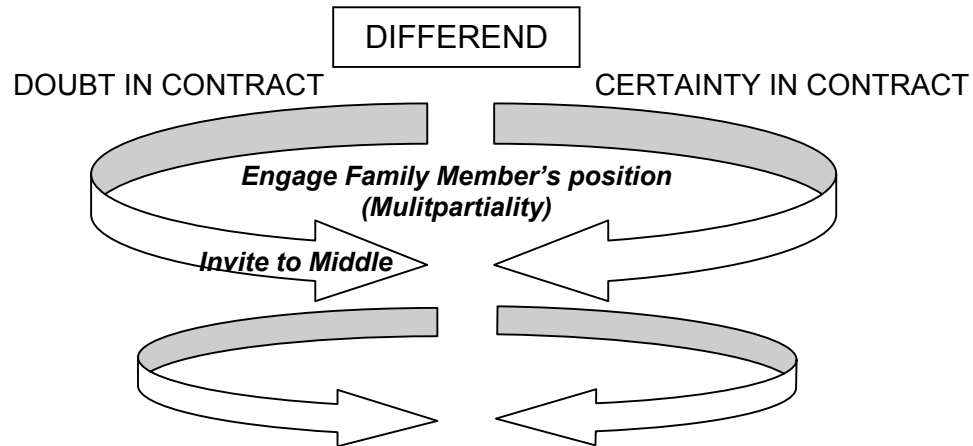 DIFFEREND
DOUBT IN CONTRACT
CERTAINTY IN CONTRACT
Engage Family Member's position
(Mulitpartiality)
Invite to Middle